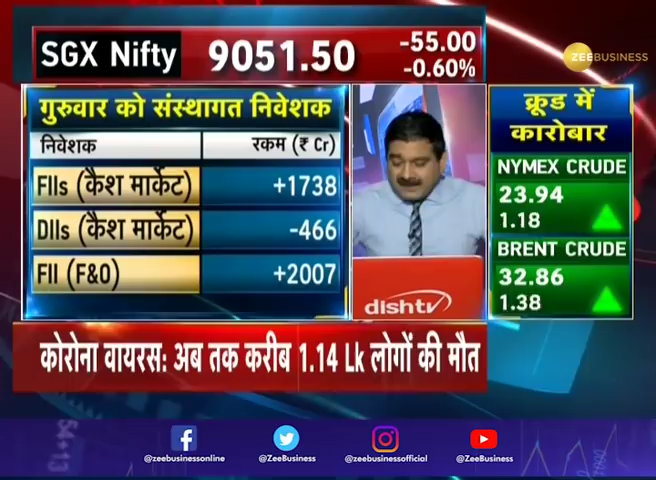 SGX Nifty 9051.50 -55.00
-0.60%
ZEE BUSINESS
गुरुवार को संस्थागत निवेशक
निवेशक रकम (₹ Cr)
FIIs (कैश मार्केट) +1738
DIIs (कैश मार्केट) -466
FII (F&O) +2007
dishtv
क्रूड में
कारोबार
NYMEX CRUDE
23.94
1.18
BRENT CRUDE
32.86
1.38
कोरोना वायरस: अब तक करीब 1.14 Lk लोगों की मौत
@zeebusinessonline @ZeeBusiness @zeebusinessofficial @ZeeBusiness